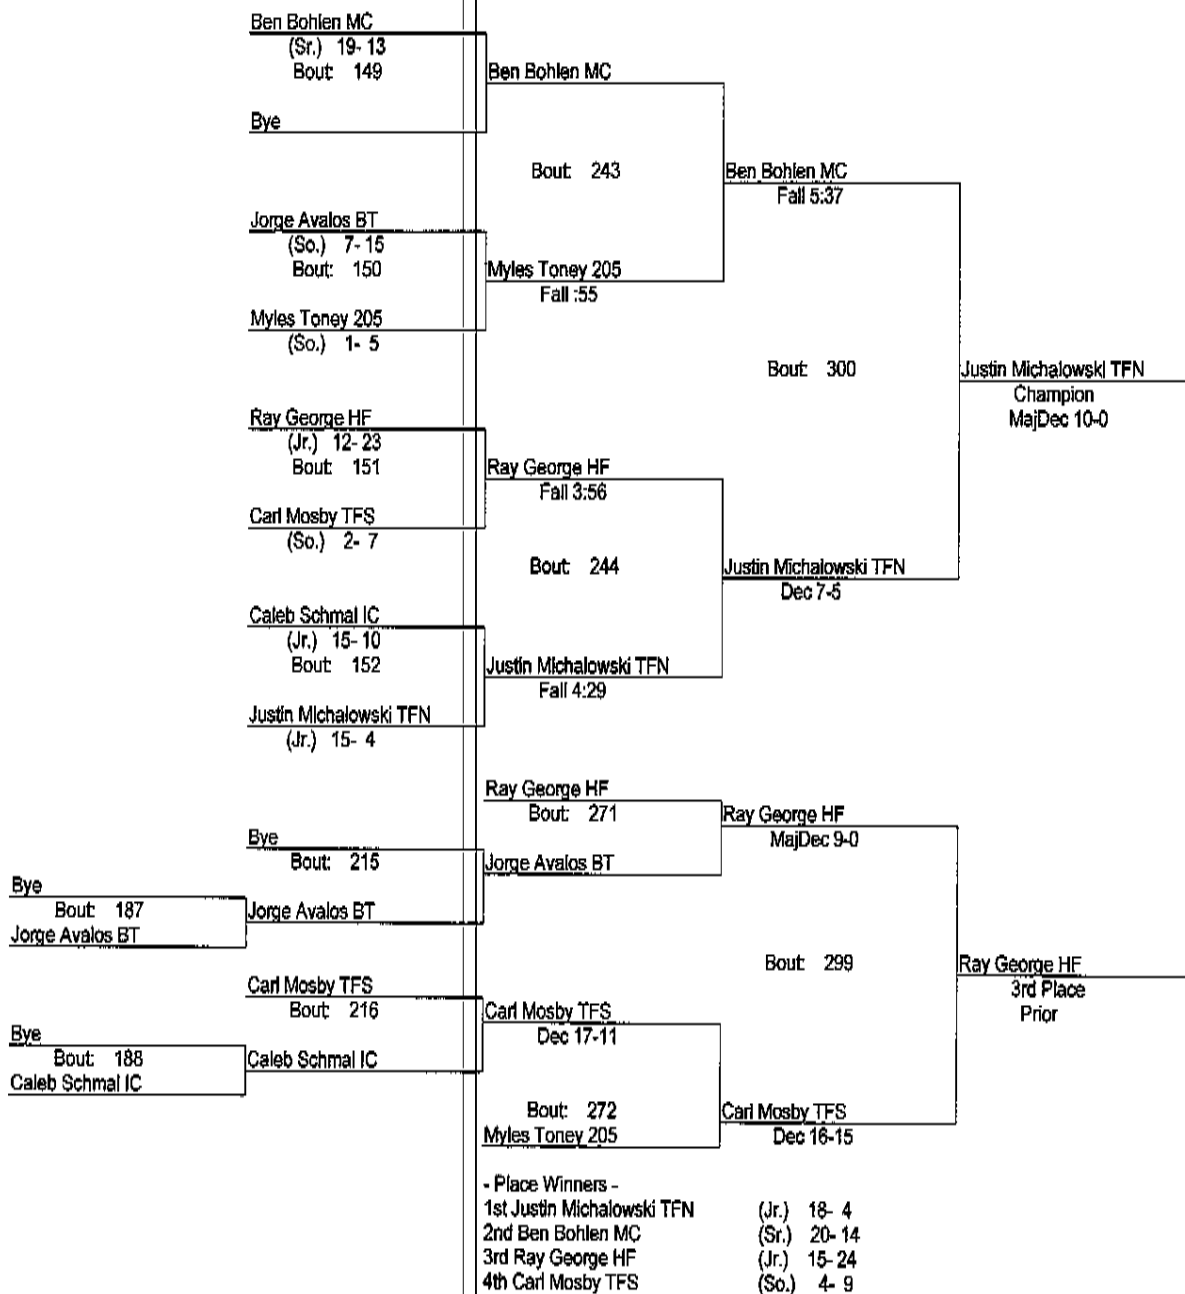 Ben Bohlen MC
(Sr.) 19- 13
Bout: 149
Ben Bohlen MC
Bye
Bout: 243
Ben Bohlen MC
Fall 5:37
Jorge Avalos BT
(So.) 7- 15
Bout: 150
Myles Toney 205
Fall :55
Myles Toney 205
(So.) 1- 5
Bout: 300
Justin Michalowski TFN
Champion
MajDec 10-0
Ray George HF
(Jr.) 12- 23
Bout: 151
Ray George HF
Fall 3:56
Carl Mosby TFS
(So.) 2- 7
Bout: 244
Justin Michalowski TFN
Dec 7-5
Caleb Schmal IC
(Jr.) 15- 10
Bout: 152
Justin Michalowski TFN
Fall 4:29
Justin Michalowski TFN
(Jr.) 15- 4
Ray George HF
Bout: 271
Ray George HF
MajDec 9-0
Bye
Bout: 215
Jorge Avalos BT
Bye
Bout: 187
Jorge Avalos BT
Jorge Avalos BT
Bout: 299
Ray George HF
3rd Place
Prior
Carl Mosby TFS
Bout: 216
Carl Mosby TFS
Dec 17-11
Bye
Bout: 188
Caleb Schmal IC
Caleb Schmal IC
Bout: 272
Myles Toney 205
Carl Mosby TFS
Dec 16-15
- Place Winners -
1st Justin Michalowski TFN (Jr.) 18- 4
2nd Ben Bohlen MC (Sr.) 20- 14
3rd Ray George HF (Jr.) 15- 24
4th Carl Mosby TFS (So.) 4- 9